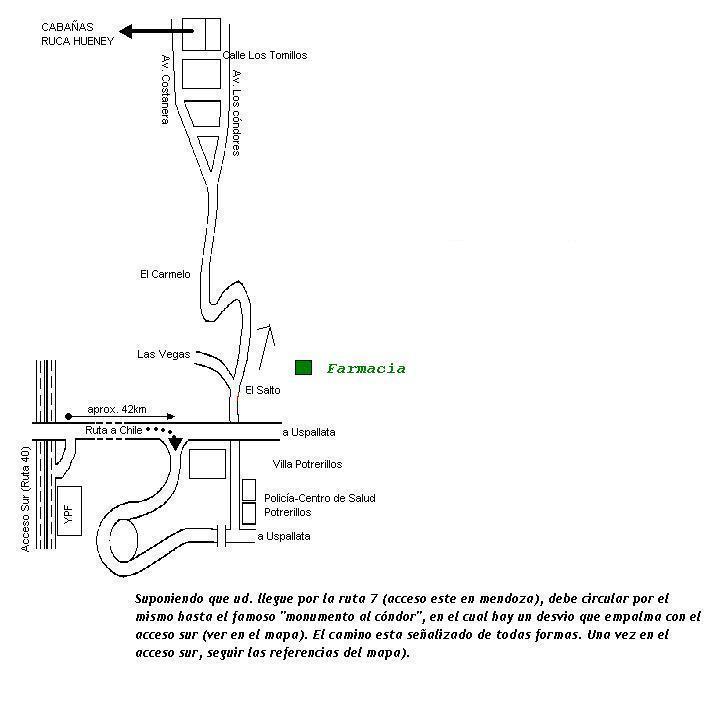 CABAÑAS
RUCA HUENEY
Calle Los Tomillos
Av. Costanera
Av. Los cóndores
El Carmelo
Las Vegas
Farmacia
El Salto
aprox. 42km
Ruta a Chile
a Uspallata
Villa Potrerillos
Acceso Sur (Ruta 40)
YPF
Policía-Centro de Salud
Potrerillos
a Uspallata
Suponiendo que ud. llegue por la ruta 7 (acceso este en mendoza), debe circular por el
mismo hasta el famoso "monumento al cóndor", en el cual hay un desvio que empalma con el
acceso sur (ver en el mapa). El camino esta señalizado de todas formas. Una vez en el
acceso sur, seguir las referencias del mapa).